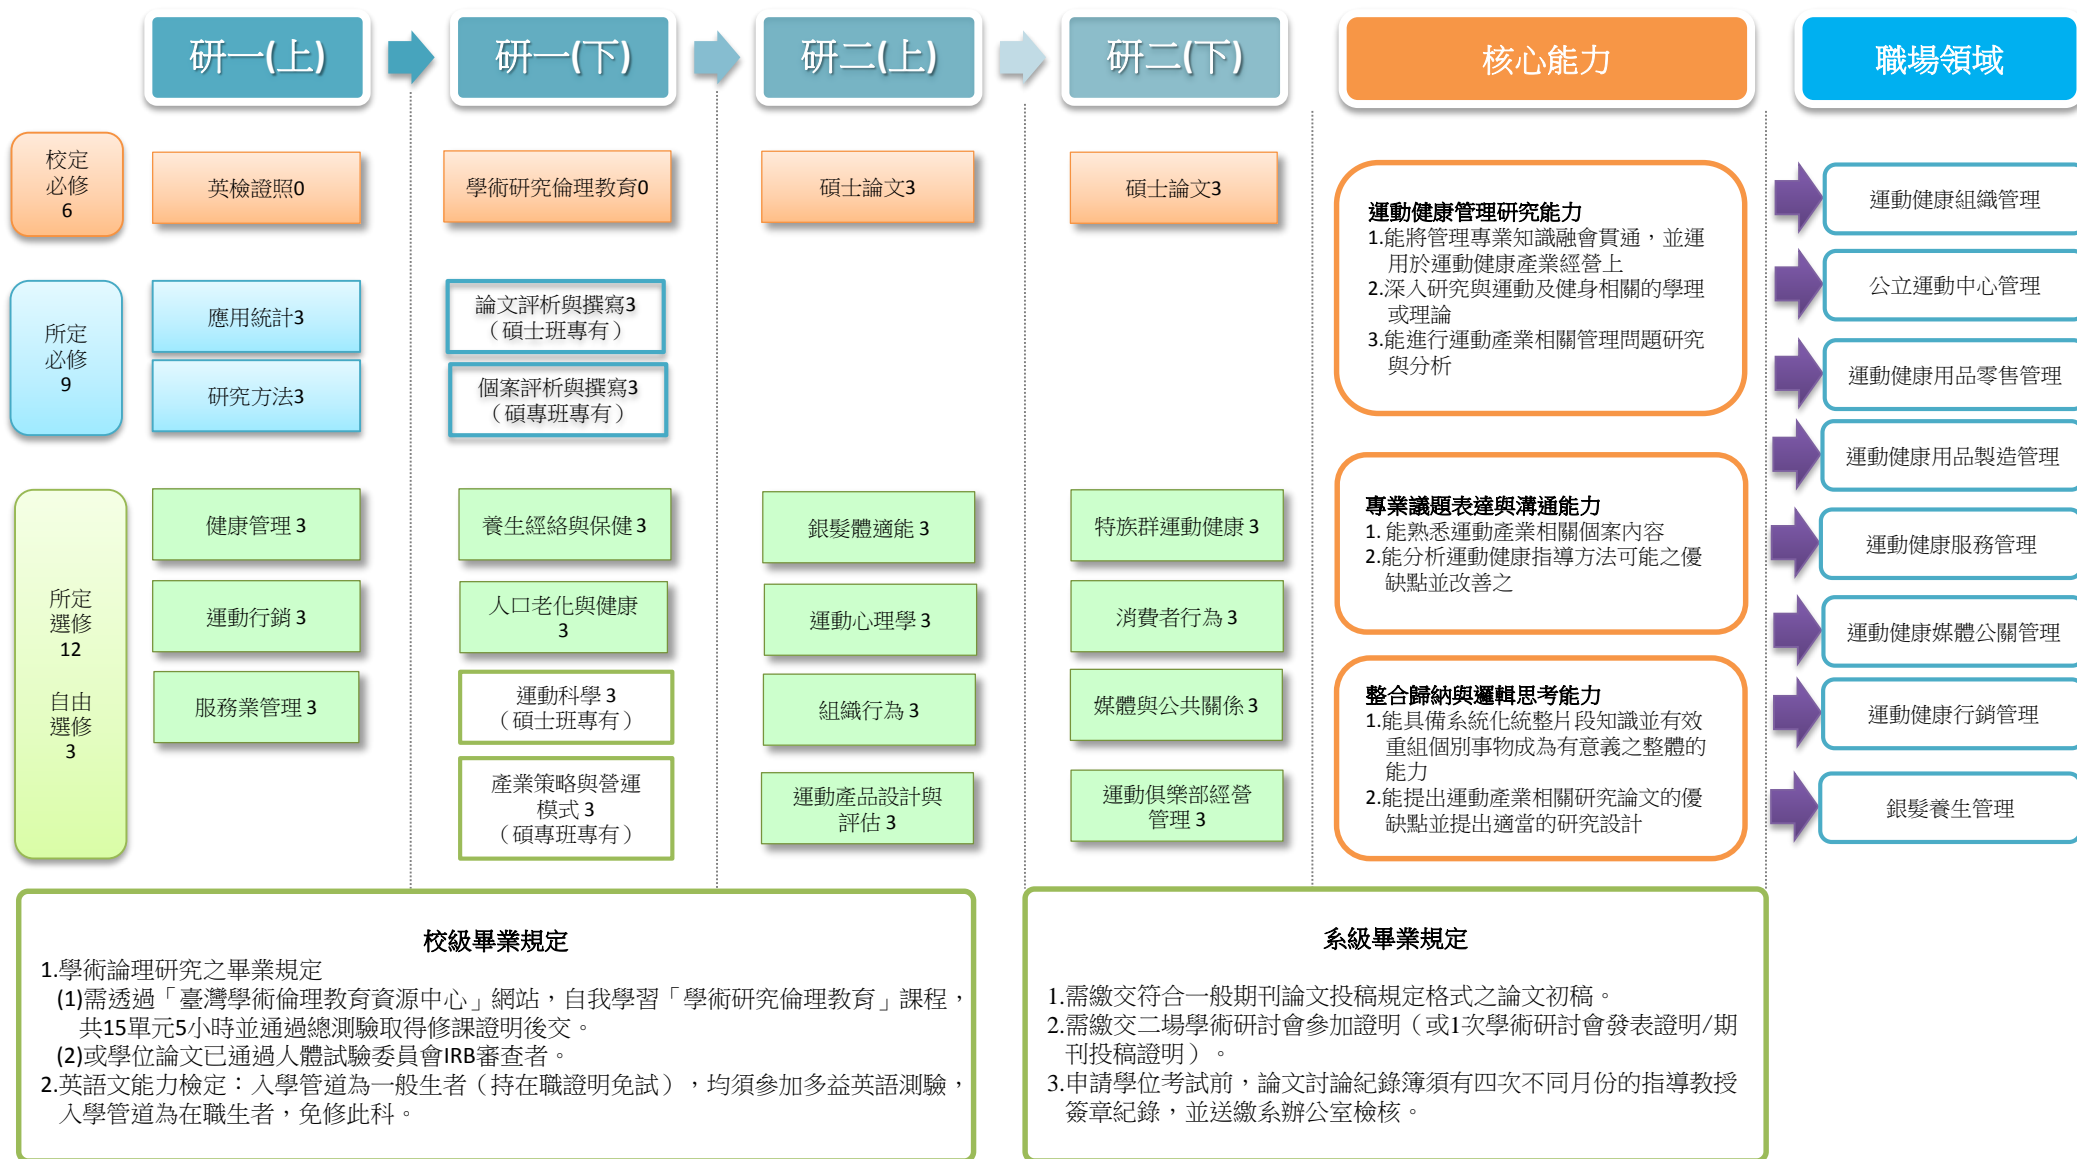 研一(上)
研一(下)
研二(上)
研二(下)
核心能力
職場領域
校定
必修
6
英檢證照0
學術研究倫理教育0
碩士論文3
碩士論文3
所定
必修
9
應用統計3
研究方法3
論文評析與撰寫3
（碩士班專有）
個案評析與撰寫3
（碩專班專有）
所定
選修
12
自由
選修
3
健康管理 3
運動行銷 3
服務業管理 3
養生經絡與保健 3
人口老化與健康
3
運動科學 3
（碩士班專有）
產業策略與營運
模式 3
（碩專班專有）
銀髮體適能 3
運動心理學 3
組織行為 3
運動產品設計與
評估 3
特族群運動健康 3
消費者行為 3
媒體與公共關係 3
運動俱樂部經營
管理 3
運動健康管理研究能力
1.能將管理專業知識融會貫通，並運
用於運動健康產業經營上
2.深入研究與運動及健身相關的學理
或理論
3.能進行運動產業相關管理問題研究
與分析
專業議題表達與溝通能力
1. 能熟悉運動產業相關個案內容
2.能分析運動健康指導方法可能之優
缺點並改善之
整合歸納與邏輯思考能力
1.能具備系統化統整片段知識並有效
重組個別事物成為有意義之整體的
能力
2.能提出運動產業相關研究論文的優
缺點並提出適當的研究設計
運動健康組織管理
公立運動中心管理
運動健康用品零售管理
運動健康用品製造管理
運動健康服務管理
運動健康媒體公關管理
運動健康行銷管理
銀髮養生管理
校級畢業規定
1.學術論理研究之畢業規定
(1)需透過「臺灣學術倫理教育資源中心」網站，自我學習「學術研究倫理教育」課程，
共15單元5小時並通過總測驗取得修課證明後交。
(2)或學位論文已通過人體試驗委員會IRB審查者。
2.英語文能力檢定：入學管道為一般生者（持在職證明免試），均須參加多益英語測驗，
入學管道為在職生者，免修此科。
系級畢業規定
1.需繳交符合一般期刊論文投稿規定格式之論文初稿。
2.需繳交二場學術研討會參加證明（或1次學術研討會發表證明/期
刊投稿證明）。
3.申請學位考試前，論文討論紀錄簿須有四次不同月份的指導教授
簽章紀錄，並送繳系辦公室檢核。